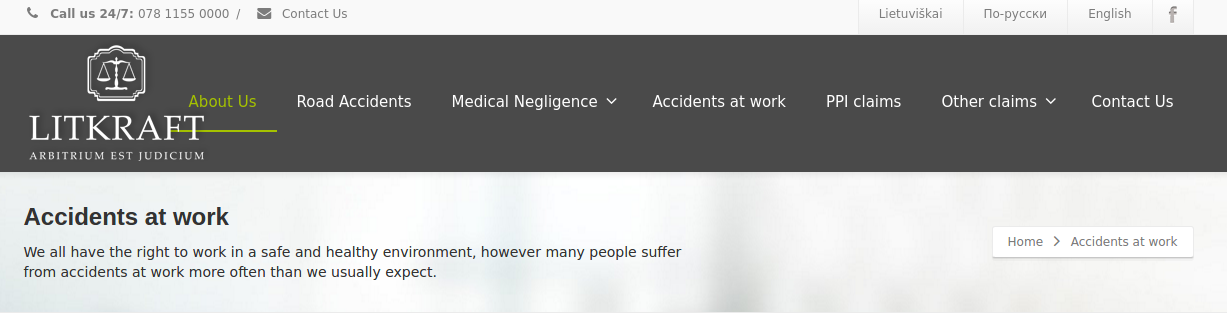 Call us 24/7: 078 1155 0000 / Contact Us
Lietuviškai По-русски English
About Us Road Accidents Medical Negligence Accidents at work PPI claims Other claims Contact Us
LITKRAFT
ARBITRIUM EST JUDICIUM
Accidents at work
We all have the right to work in a safe and healthy environment, however many people suffer
from accidents at work more often than we usually expect.
Home Accidents at work